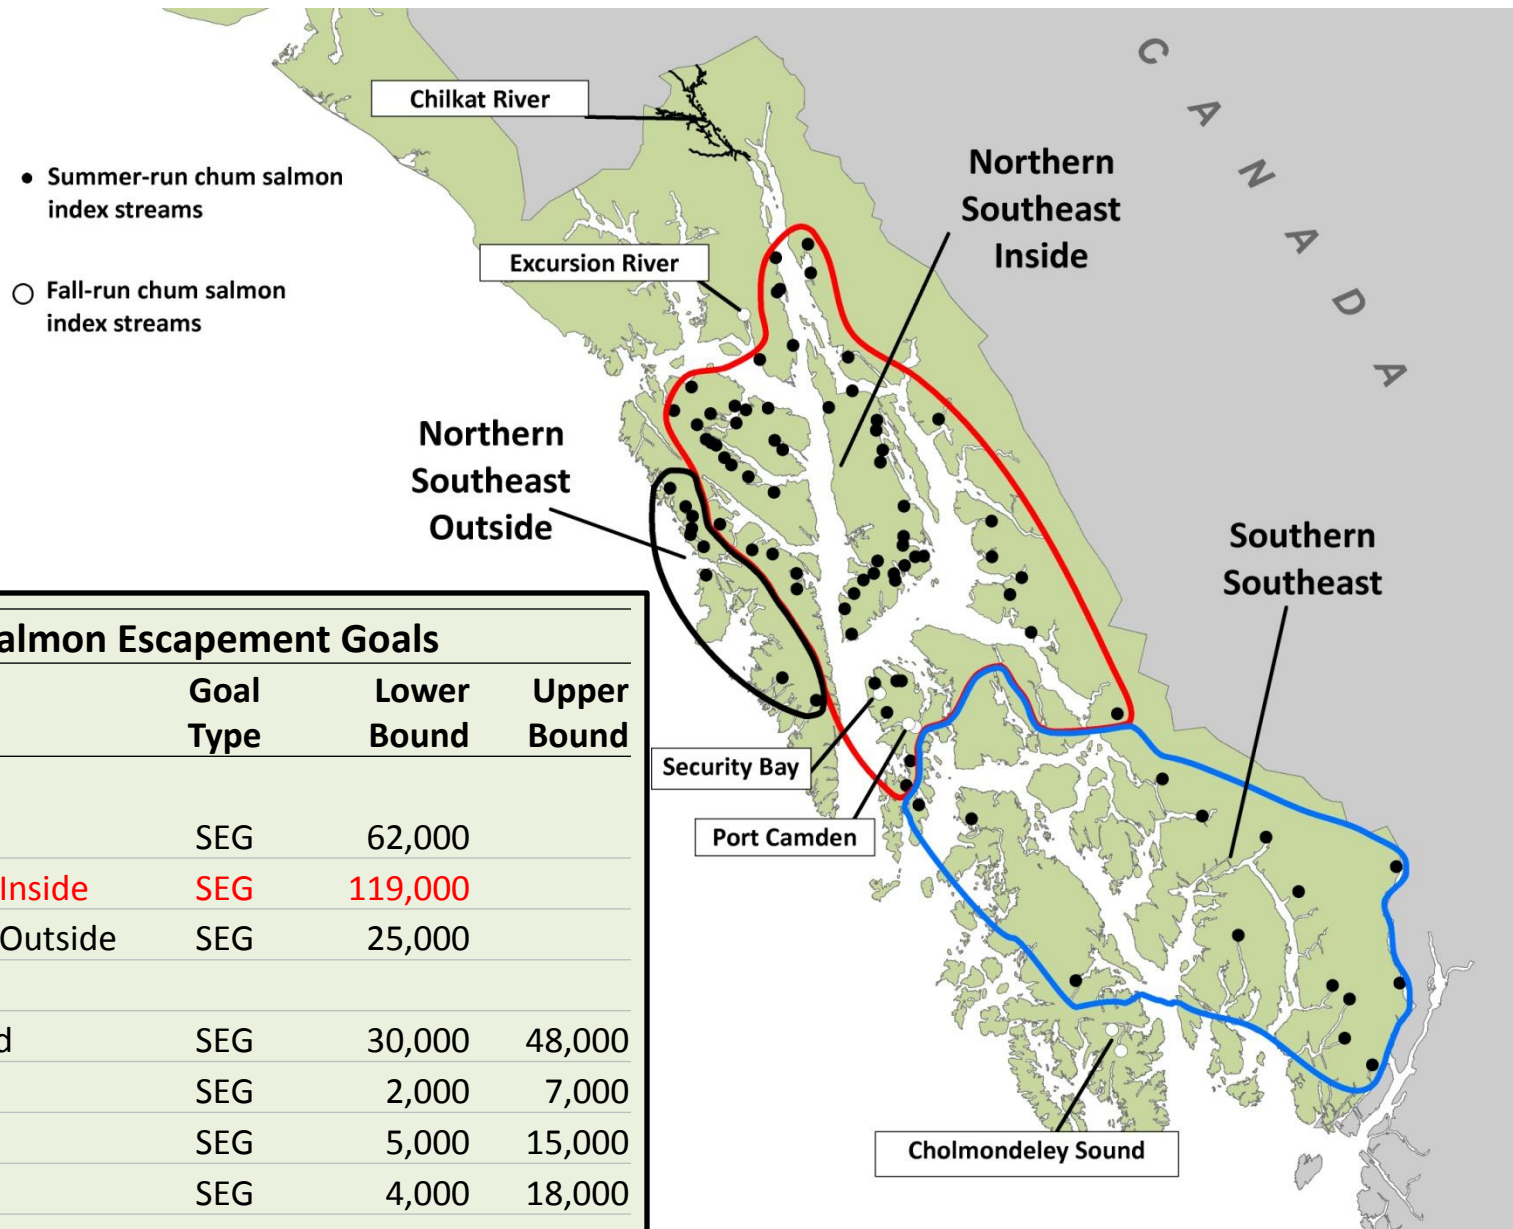 CANADA
Chilkat River
Northern
Southeast
Inside
Summer-run chum salmon
index streams
Excursion River
Fall-run chum salmon
index streams
Northern
Southeast
Outside
Southern
Southeast
Security Bay
Port Camden
Cholmondeley Sound
almon Escapement Goals
Goal Lower Upper
Type Bound Bound
SEG 62,000
Inside SEG 119,000
Outside SEG 25,000
d SEG 30,000 48,000
SEG 2,000 7,000
SEG 5,000 15,000
SEG 4,000 18,000